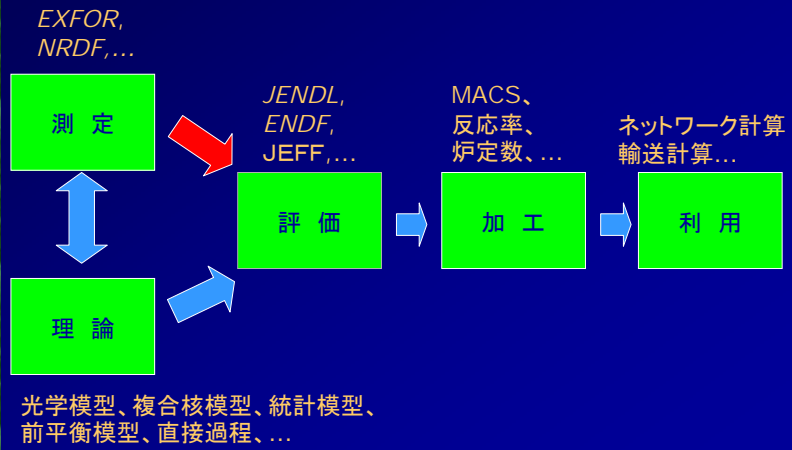 EXFOR,
NRDF,…
測 定
JENDL,
ENDF,
JEFF,…
評 価
MACS、
反応率、
炉定数、…
加 工
ネットワーク計算
輸送計算…
利 用
理 論
光学模型、複合核模型、統計模型、
前平衡模型、直接過程、…